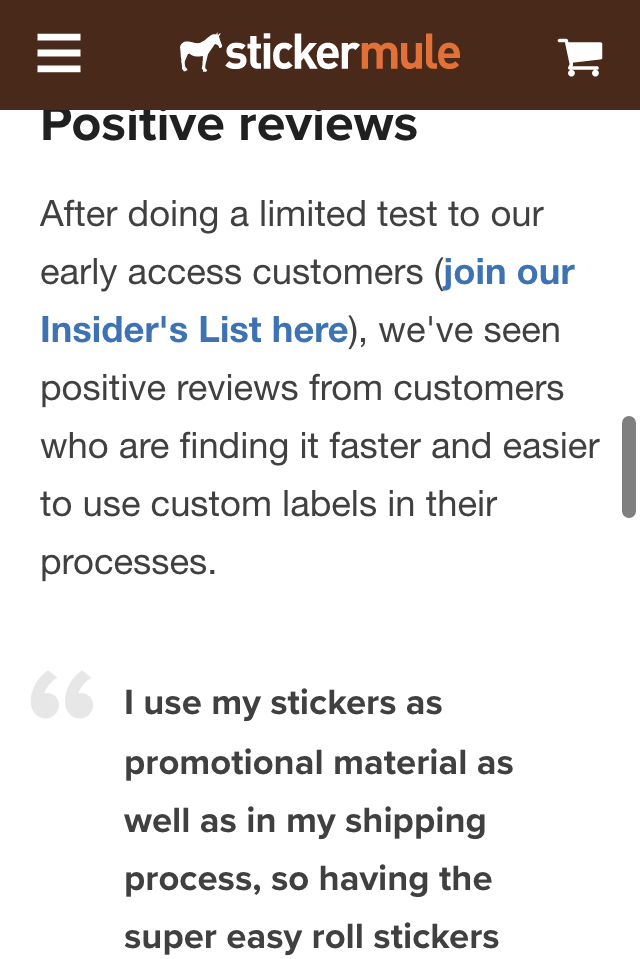 stickermule
Positive reviews
After doing a limited test to our
early access customers (join our
Insider's List here), we've seen
positive reviews from customers
who are finding it faster and easier
to use custom labels in their
processes.
“ I use my stickers as
promotional material as
well as in my shipping
process, so having the
super easy roll stickers